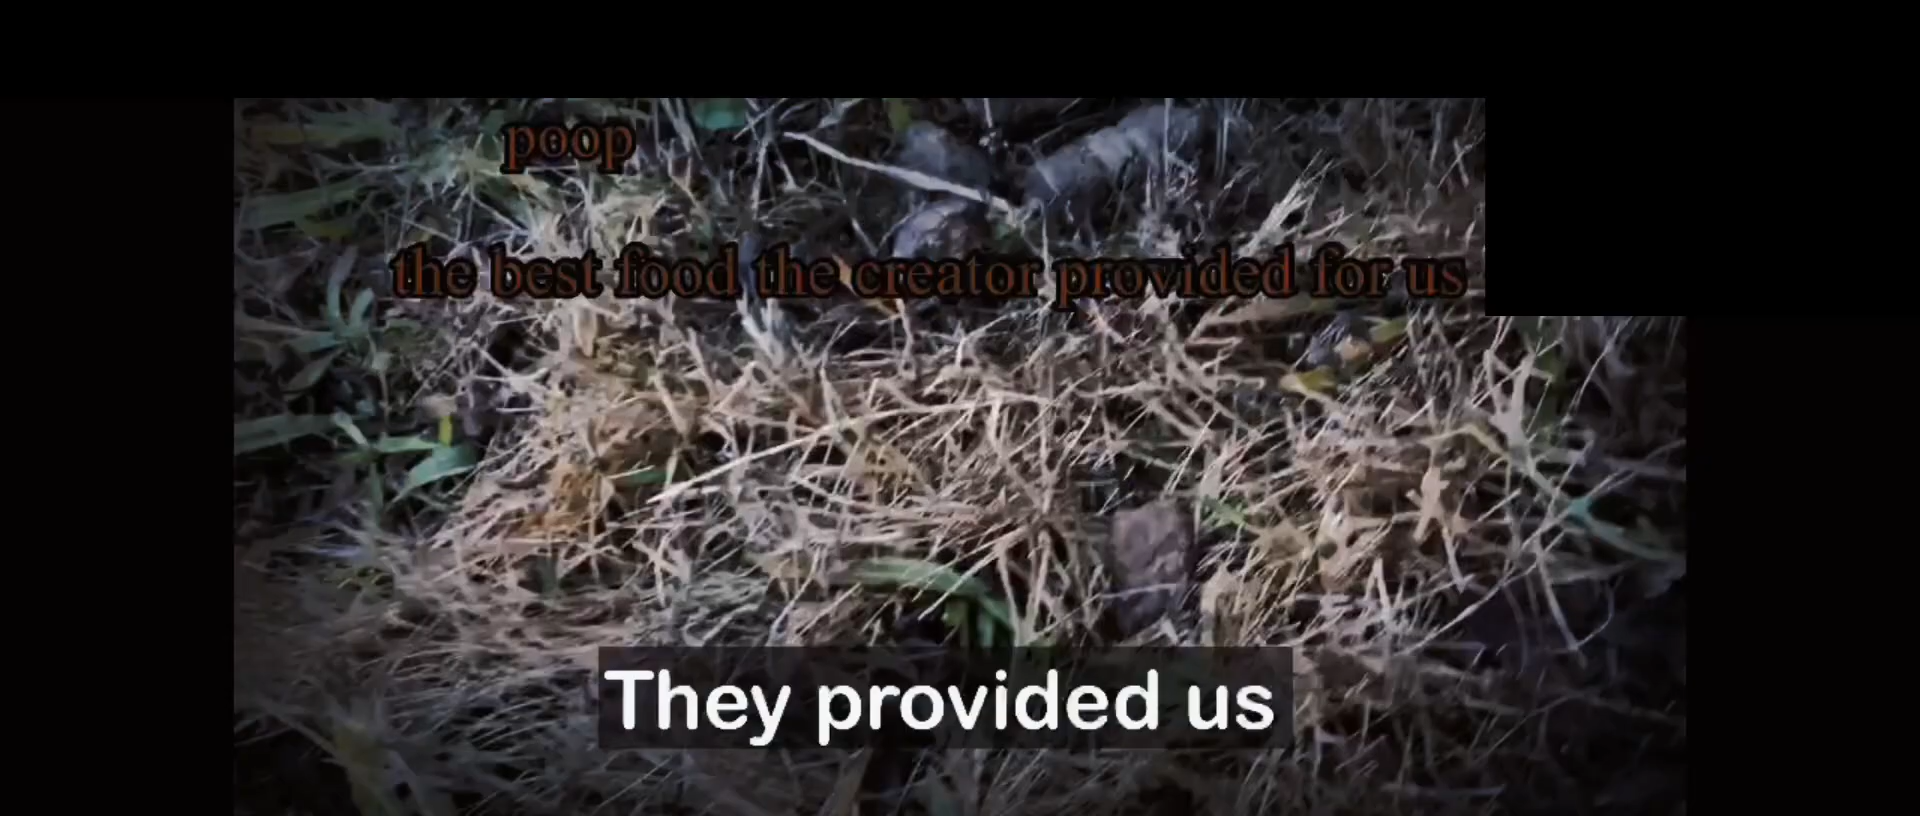 poop
the best food the creator provided for us
They provided us